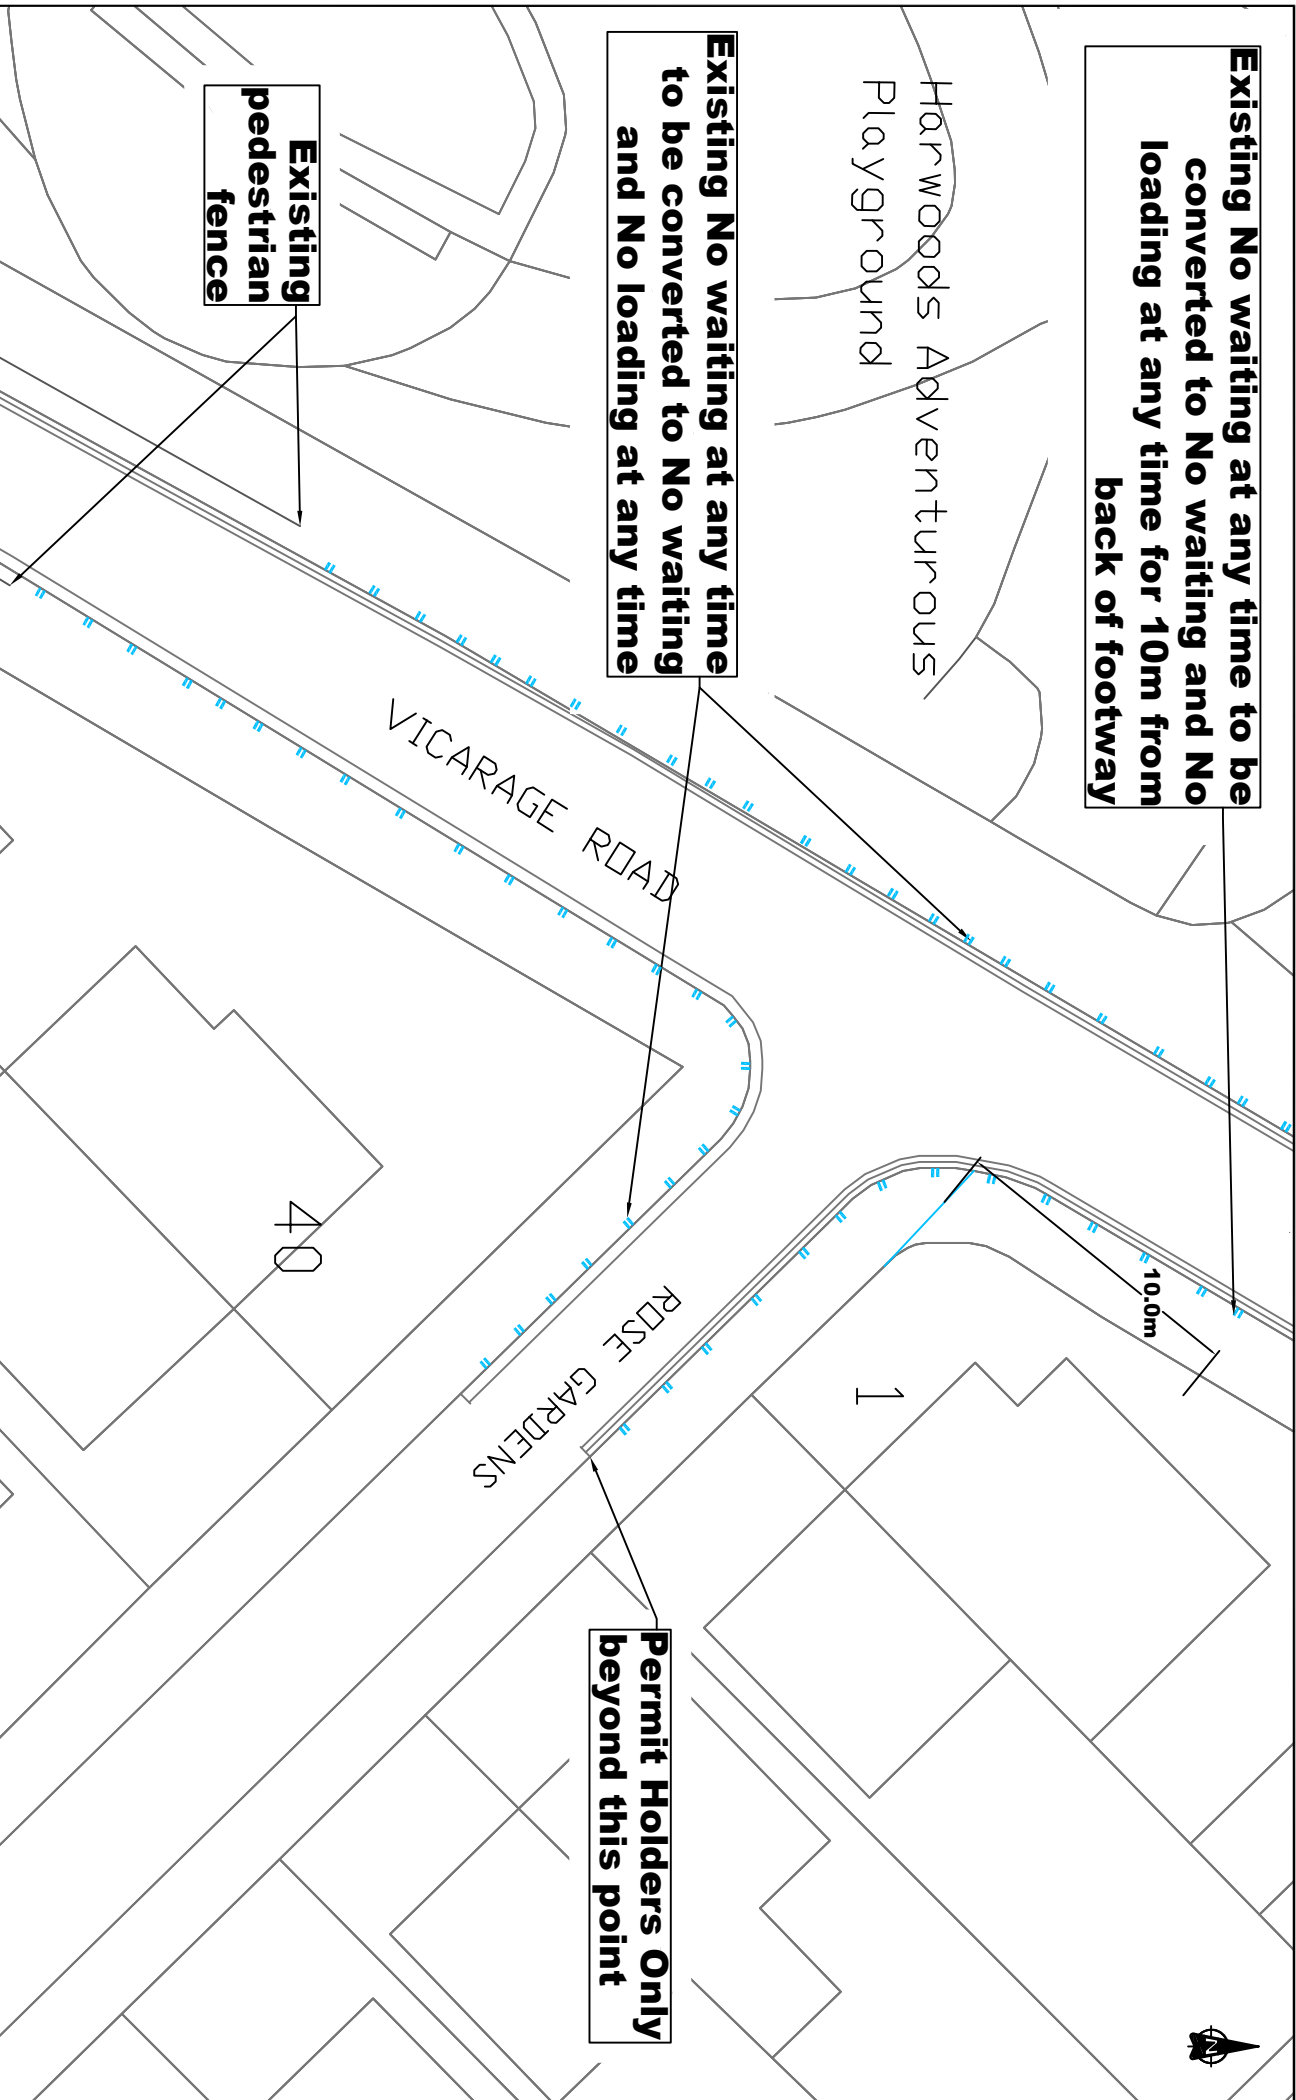 Existing No waiting at any time to be
converted to No waiting and No
loading at any time for 10m from
back of footway
Harwoods Adventurous
Playground
Existing No waiting at any time
to be converted to No waiting
and No loading at any time
Existing
pedestrian
fence
VICARAGE ROAD
10.0m
1
40
ROSE GARDENS
Permit Holders Only
beyond this point
N